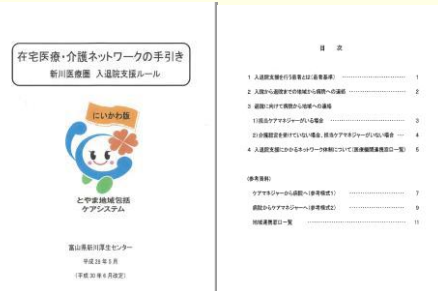 在宅医療・介護ネットワークの手引き
新川医療圏 入退院支援ルール
にいかわ版
とやま地域包括
ケアシステム
富山県新川厚生センター
平成29年5月
(平成30年6月改定)
目 次
1 入退院支援を行う患者とは(患者基準) ………………… 1
2 入院から退院までの地域から病院への連絡 ………………… 2
3 退院に向けて病院から地域への連絡
1)担当ケアマネジャーがいる場合 ………………… 3
2)介護認定を受けていない場合、担当ケアマネジャーがいない場合 … 4
4 入退院支援にかかるネットワーク体制について(医療機関連携窓口一覧) 5
(参考資料)
ケアマネジャーから病院へ(参考様式1) ………………… 7
病院からケアマネジャーへ(参考様式2) ………………… 9
地域連携窓口一覧 ………………… 11